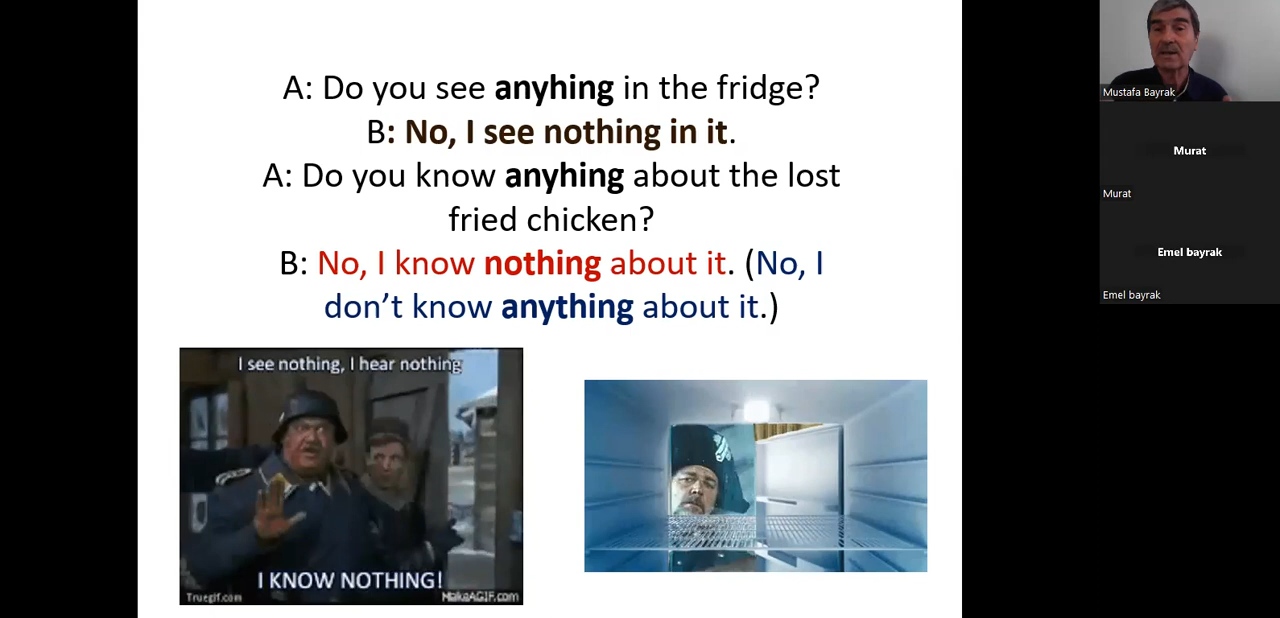 A: Do you see anyhing in the fridge?
B: No, I see nothing in it.
A: Do you know anyhing about the lost
fried chicken?
B: No, I know nothing about it. (No, I
don’t know anything about it.)
I see nothing, I hear nothing
I KNOW NOTHING!
Truegif.com
MakeAGIF.com
Mustafa Bayrak
Murat
Murat
Emel bayrak
Emel bayrak